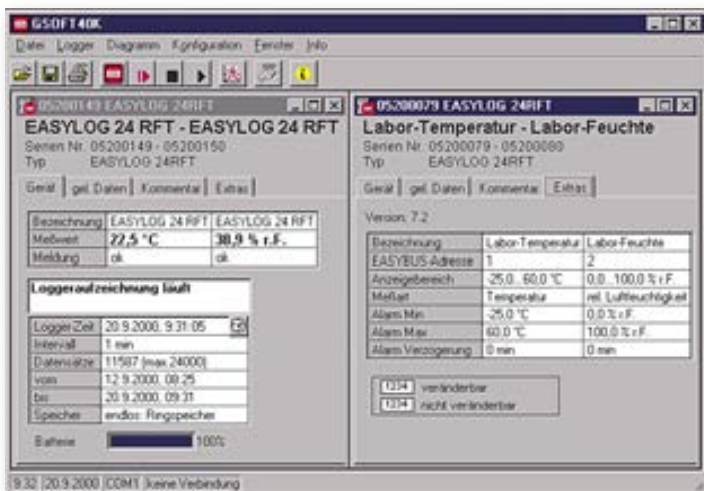 GSOFT40K
Datei Logger Diagramm Konfiguration Fenster Info
05200149 EASYLOG 24RFT
EASYLOG 24 RFT - EASYLOG 24 RFT
Serien Nr. 05200149 - 05200150
Typ EASYLOG 24RFT
Gerät gel. Daten Kommentar Extras
Bezeichnung EASYLOG 24 RFT EASYLOG 24 RFT
Meßwert 22,5 °C 38,9 % r.F.
Meldung ok ok
Loggeraufzeichnung läuft
Logger Zeit 20.9.2000, 9:31:05
Intervall 1 min
Datensätze 11587 (max 24000)
vom 12.9.2000, 08:25
bis 20.9.2000, 09:31
Speicher endlos: Ringspeicher
Batterie 100%
05200079 EASYLOG 24RFT
Labor-Temperatur - Labor-Feuchte
Serien Nr. 05200079 - 05200080
Typ EASYLOG 24RFT
Gerät gel. Daten Kommentar Extras
Version: 7.2
Bezeichnung Labor-Temperatur Labor-Feuchte
EASYBUS-Adresse 1 2
Anzeigebereich -25,0...60,0 °C 0,0...100,0 % r.F.
Meßart Temperatur rel. Luftfeuchtigkeit
Alarm Min -25,0 °C 0,0 % r.F.
Alarm Max 60,0 °C 100,0 % r.F.
Alarm Verzögerung 0 min 0 min
1234 veränderbar
1234 nicht veränderbar
9:32 20.9.2000 COM1 keine Verbindung